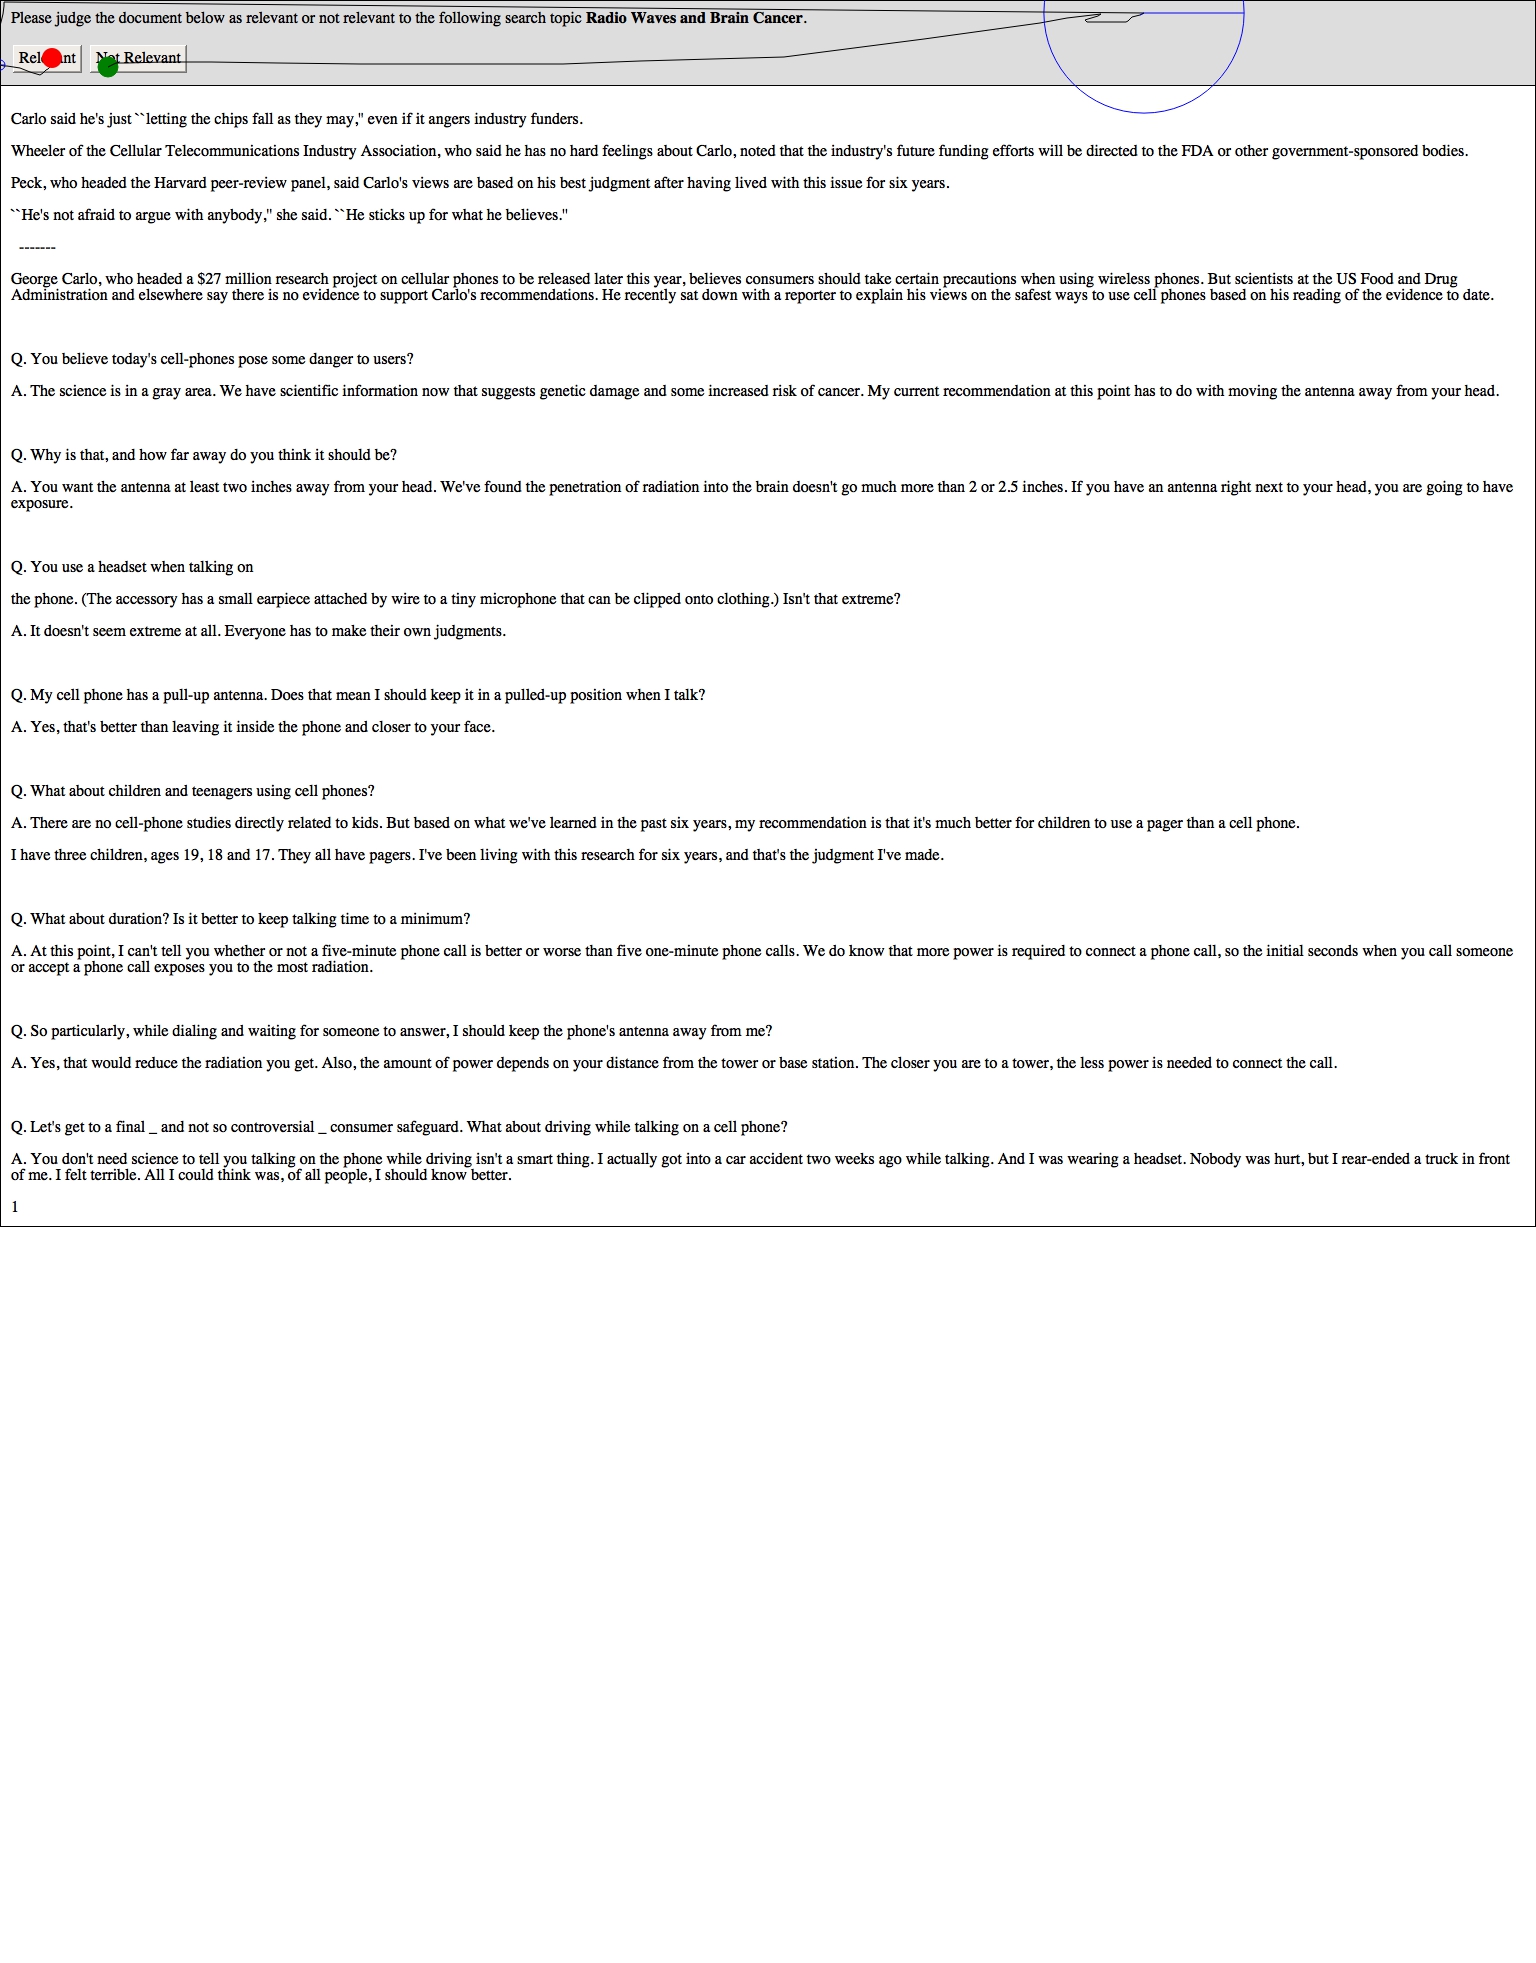 Please judge the document below as relevant or not relevant to the following search topic Radio Waves and Brain Cancer.
Not Relevant
Carlo said he's just ``letting the chips fall as they may,'' even if it angers industry funders.
Wheeler of the Cellular Telecommunications Industry Association, who said he has no hard feelings about Carlo, noted that the industry's future funding efforts will be directed to the FDA or other government-sponsored bodies.
Peck, who headed the Harvard peer-review panel, said Carlo's views are based on his best judgment after having lived with this issue for six years.
``He's not afraid to argue with anybody,'' she said. ``He sticks up for what he believes.''
-------
George Carlo, who headed a $27 million research project on cellular phones to be released later this year, believes consumers should take certain precautions when using wireless phones. But scientists at the US Food and Drug
Administration and elsewhere say there is no evidence to support Carlo's recommendations. He recently sat down with a reporter to explain his views on the safest ways to use cell phones based on his reading of the evidence to date.
Q. You believe today's cell-phones pose some danger to users?
A. The science is in a gray area. We have scientific information now that suggests genetic damage and some increased risk of cancer. My current recommendation at this point has to do with moving the antenna away from your head.
Q. Why is that, and how far away do you think it should be?
A. You want the antenna at least two inches away from your head. We've found the penetration of radiation into the brain doesn't go much more than 2 or 2.5 inches. If you have an antenna right next to your head, you are going to have
exposure.
Q. You use a headset when talking on
the phone. (The accessory has a small earpiece attached by wire to a tiny microphone that can be clipped onto clothing.) Isn't that extreme?
A. It doesn't seem extreme at all. Everyone has to make their own judgments.
Q. My cell phone has a pull-up antenna. Does that mean I should keep it in a pulled-up position when I talk?
A. Yes, that's better than leaving it inside the phone and closer to your face.
Q. What about children and teenagers using cell phones?
A. There are no cell-phone studies directly related to kids. But based on what we've learned in the past six years, my recommendation is that it's much better for children to use a pager than a cell phone.
I have three children, ages 19, 18 and 17. They all have pagers. I've been living with this research for six years, and that's the judgment I've made.
Q. What about duration? Is it better to keep talking time to a minimum?
A. At this point, I can't tell you whether or not a five-minute phone call is better or worse than five one-minute phone calls. We do know that more power is required to connect a phone call, so the initial seconds when you call someone
or accept a phone call exposes you to the most radiation.
Q. So particularly, while dialing and waiting for someone to answer, I should keep the phone's antenna away from me?
A. Yes, that would reduce the radiation you get. Also, the amount of power depends on your distance from the tower or base station. The closer you are to a tower, the less power is needed to connect the call.
Q. Let's get to a final _ and not so controversial _ consumer safeguard. What about driving while talking on a cell phone?
A. You don't need science to tell you talking on the phone while driving isn't a smart thing. I actually got into a car accident two weeks ago while talking. And I was wearing a headset. Nobody was hurt, but I rear-ended a truck in front
of me. I felt terrible. All I could think was, of all people, I should know better.
1